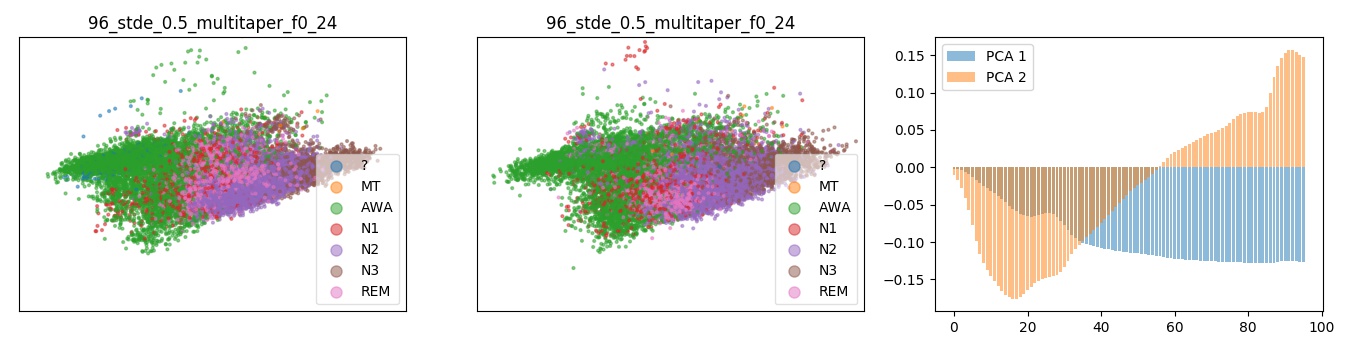 96_stde_0.5_multitaper_f0_24
?
MT
AWA
N1
N2
N3
REM
96_stde_0.5_multitaper_f0_24
?
MT
AWA
N1
N2
N3
REM
PCA 1
PCA 2
0.15
0.10
0.05
0.00
−0.05
−0.10
−0.15
0 20 40 60 80 100